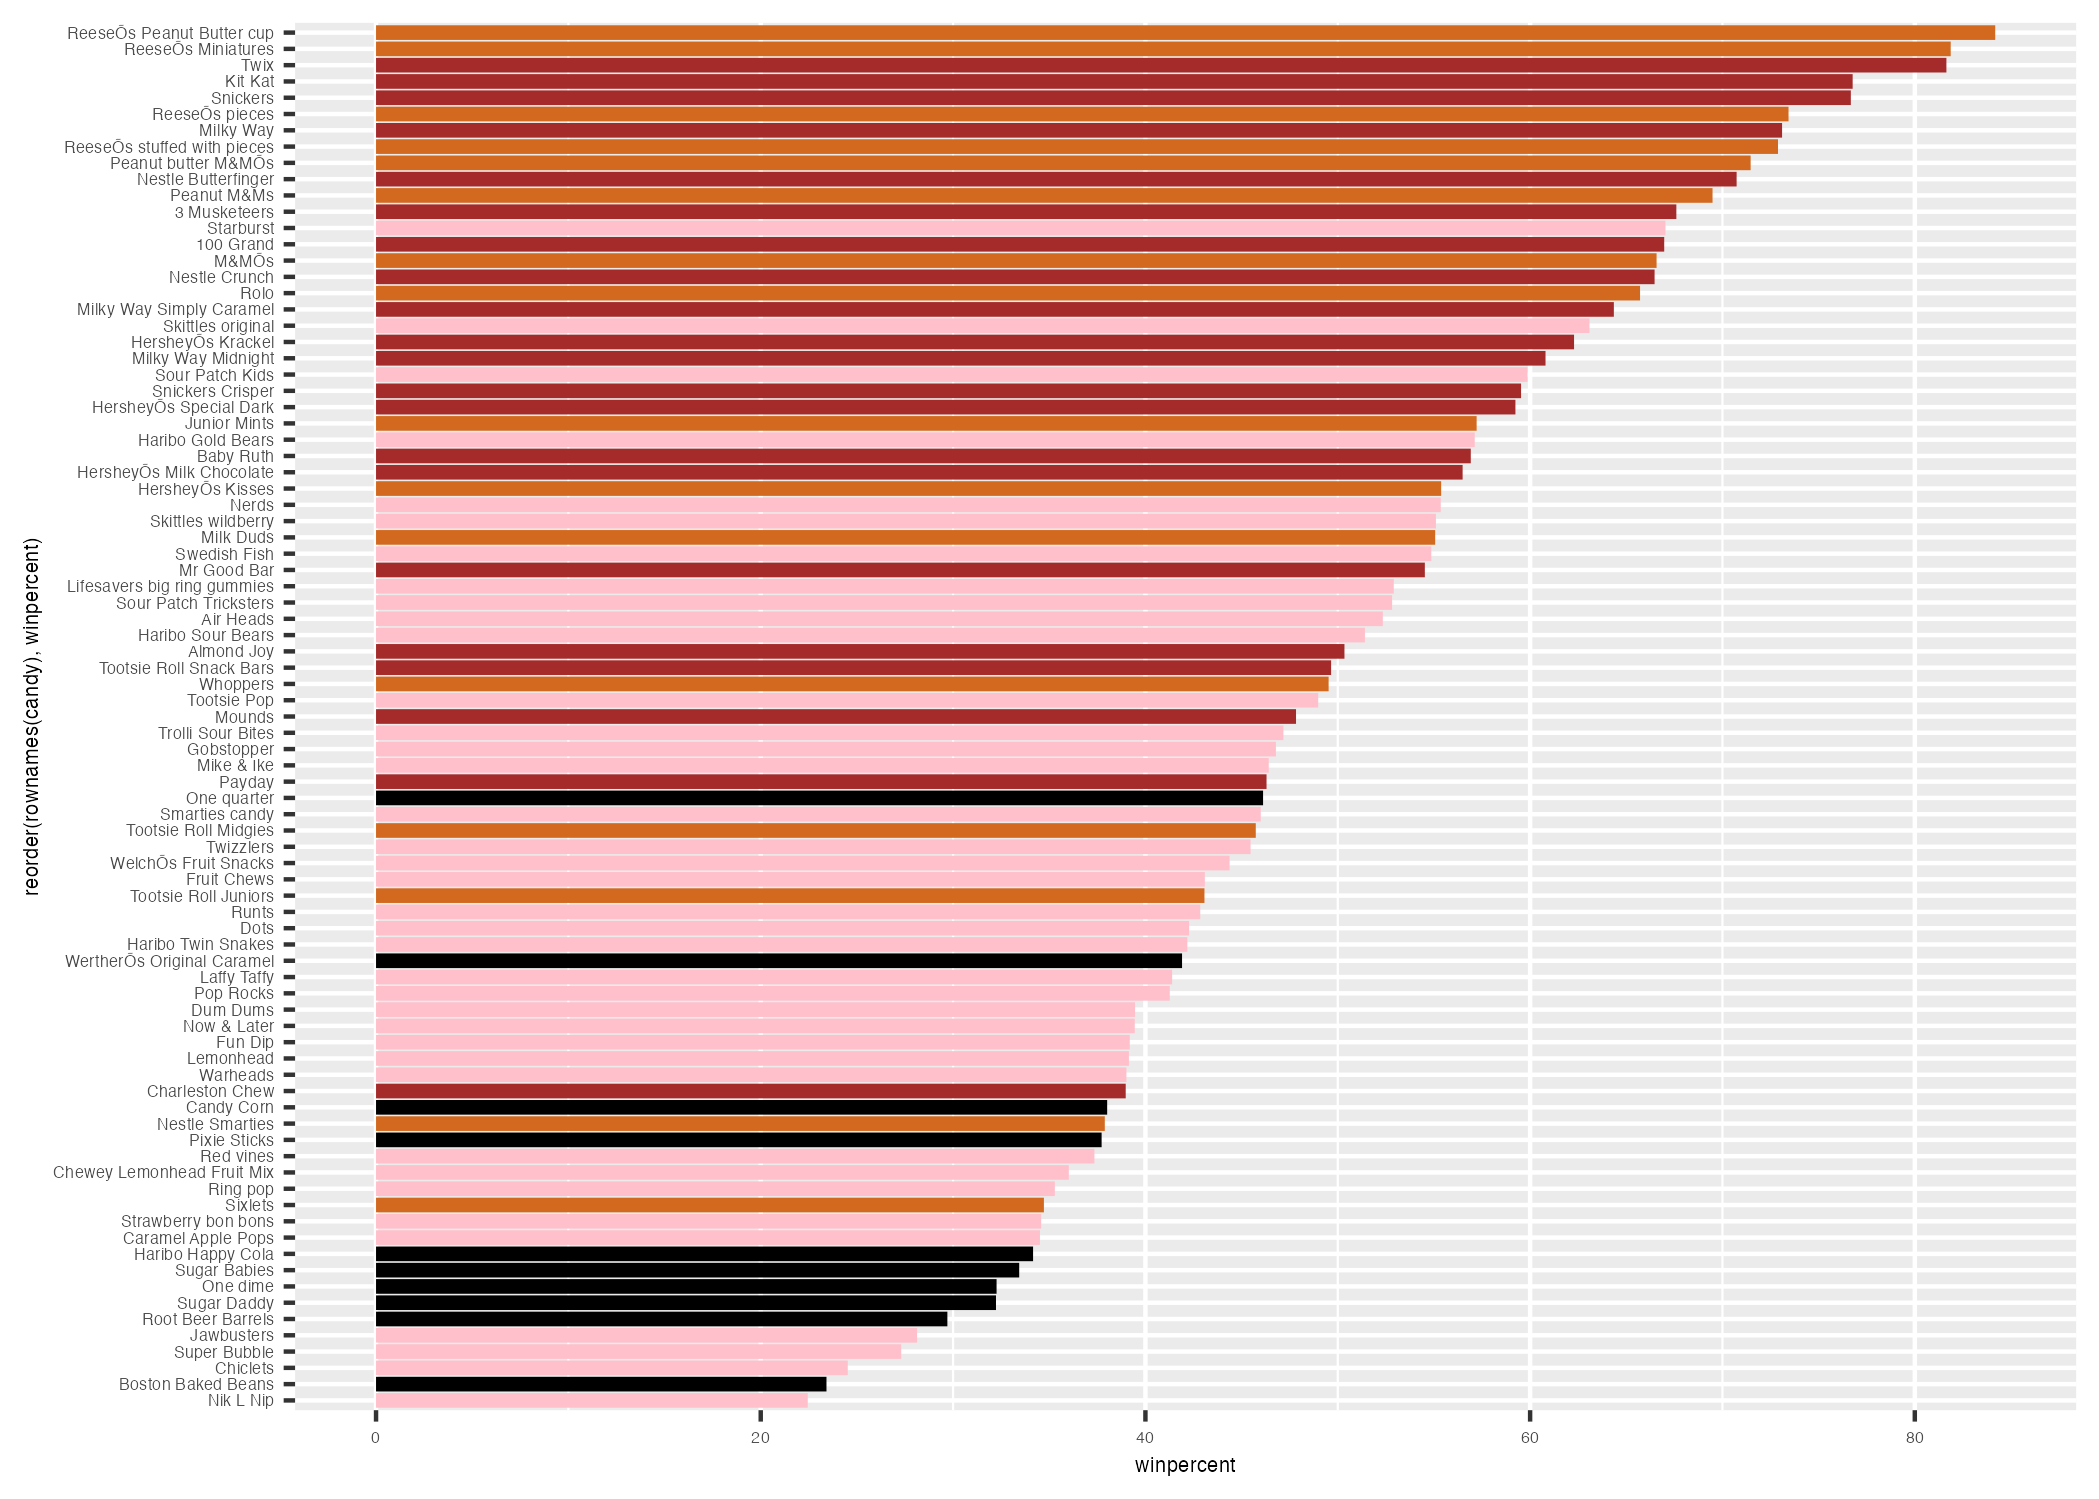 ReeseÕs Peanut Butter cup
ReeseÕs Miniatures
Twix
Kit Kat
Snickers
ReeseÕs pieces
Milky Way
ReeseÕs stuffed with pieces
Peanut butter M&MÕs
Nestle Butterfinger
Peanut M&Ms
3 Musketeers
Starburst
100 Grand
M&MÕs
Nestle Crunch
Rolo
Milky Way Simply Caramel
Skittles original
HersheyÕs Krackel
Milky Way Midnight
Sour Patch Kids
Snickers Crisper
HersheyÕs Special Dark
Junior Mints
Haribo Gold Bears
Baby Ruth
HersheyÕs Milk Chocolate
HersheyÕs Kisses
Nerds
Skittles wildberry
Milk Duds
Swedish Fish
Mr Good Bar
Lifesavers big ring gummies
Sour Patch Tricksters
Air Heads
Haribo Sour Bears
Almond Joy
Tootsie Roll Snack Bars
Whoppers
Tootsie Pop
Mounds
Trolli Sour Bites
Gobstopper
Mike & Ike
Payday
One quarter
Smarties candy
Tootsie Roll Midgies
Twizzlers
WelchÕs Fruit Snacks
Fruit Chews
Tootsie Roll Juniors
Runts
Dots
Haribo Twin Snakes
WertherÕs Original Caramel
Laffy Taffy
Pop Rocks
Dum Dums
Now & Later
Fun Dip
Lemonhead
Warheads
Charleston Chew
Candy Corn
Nestle Smarties
Pixie Sticks
Red vines
Chewey Lemonhead Fruit Mix
Ring pop
Sixlets
Strawberry bon bons
Caramel Apple Pops
Haribo Happy Cola
Sugar Babies
One dime
Sugar Daddy
Root Beer Barrels
Jawbusters
Super Bubble
Chiclets
Boston Baked Beans
Nik L Nip
reorder(rownames(candy), winpercent)
0 20 40 60 80
winpercent